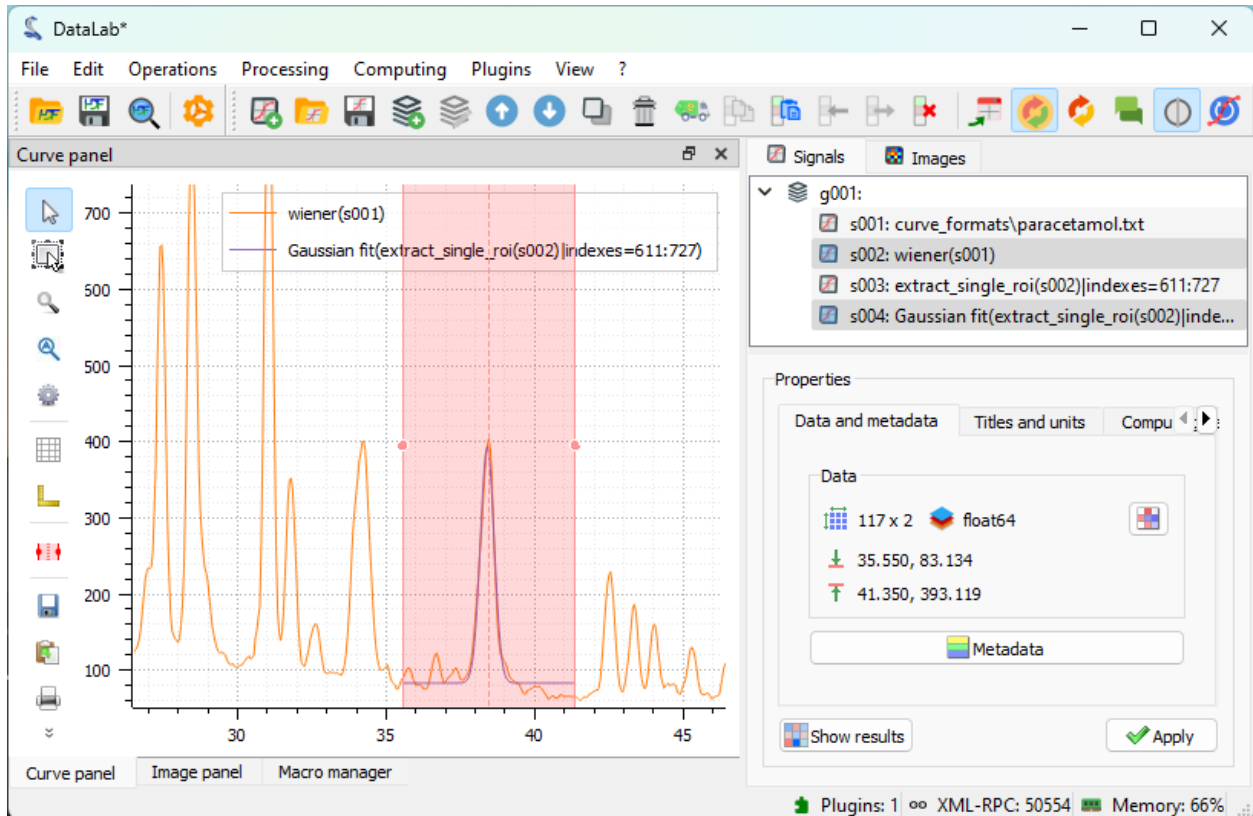 DataLab*
File Edit Operations Processing Computing Plugins View ?
Curve panel
Signals Images
wiener(s001)
Gaussian fit(extract_single_roi(s002)|indexes=611:727)
700
600
500
400
300
200
100
30 35 40 45
g001:
s001: curve_formats\paracetamol.txt
s002: wiener(s001)
s003: extract_single_roi(s002)|indexes=611:727
s004: Gaussian fit(extract_single_roi(s002)|inde...
Properties
Data and metadata Titles and units Compu
Data
117 x 2 float64
35.550, 83.134
41.350, 393.119
Metadata
Show results Apply
Curve panel Image panel Macro manager
Plugins: 1 XML-RPC: 50554 Memory: 66%